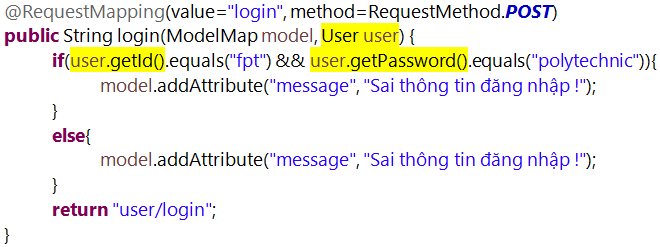 @RequestMapping(value="login", method=RequestMethod.POST)
public String login(ModelMap model, User user) {
if(user.getId().equals("fpt") && user.getPassword().equals("polytechnic")){
model.addAttribute("message", "Sai thông tin đăng nhập !");
}
else{
model.addAttribute("message", "Sai thông tin đăng nhập !");
}
return "user/login";
}